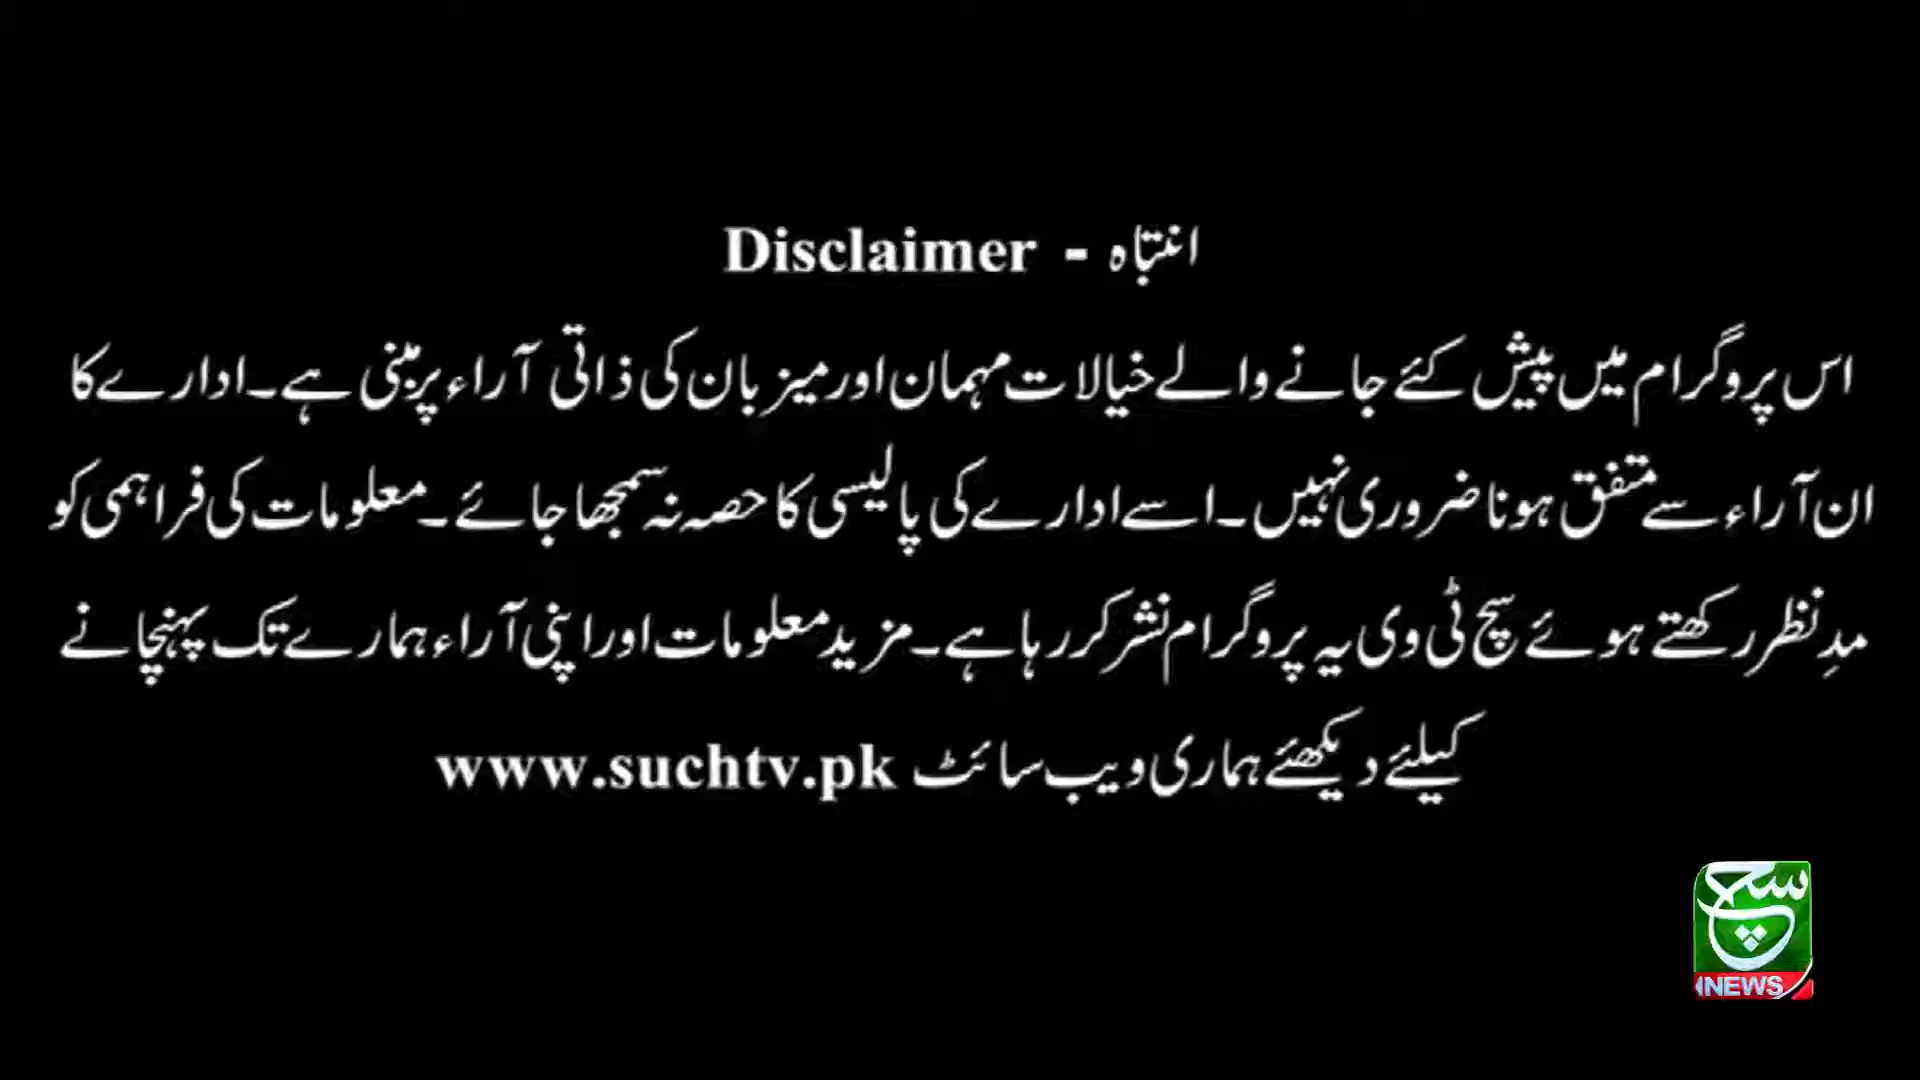 انتباہ - Disclaimer
اس پروگرام میں پیش کئے جانے والے خیالات مہمان اور میزبان کی ذاتی آراء پر مبنی ہے۔ ادارے کا
ان آراء سے متفق ہونا ضروری نہیں۔ اسے ادارے کی پالیسی کا حصہ نہ سمجھا جائے۔ معلومات کی فراہمی کو
مدِ نظر رکھتے ہوئے سچ ٹی وی یہ پروگرام نشر کر رہا ہے۔ مزید معلومات اور اپنی آراء ہمارے تک پہنچانے
کیلئے دیکھئے ہماری ویب سائٹ www.suchtv.pk
سچ
NEWS